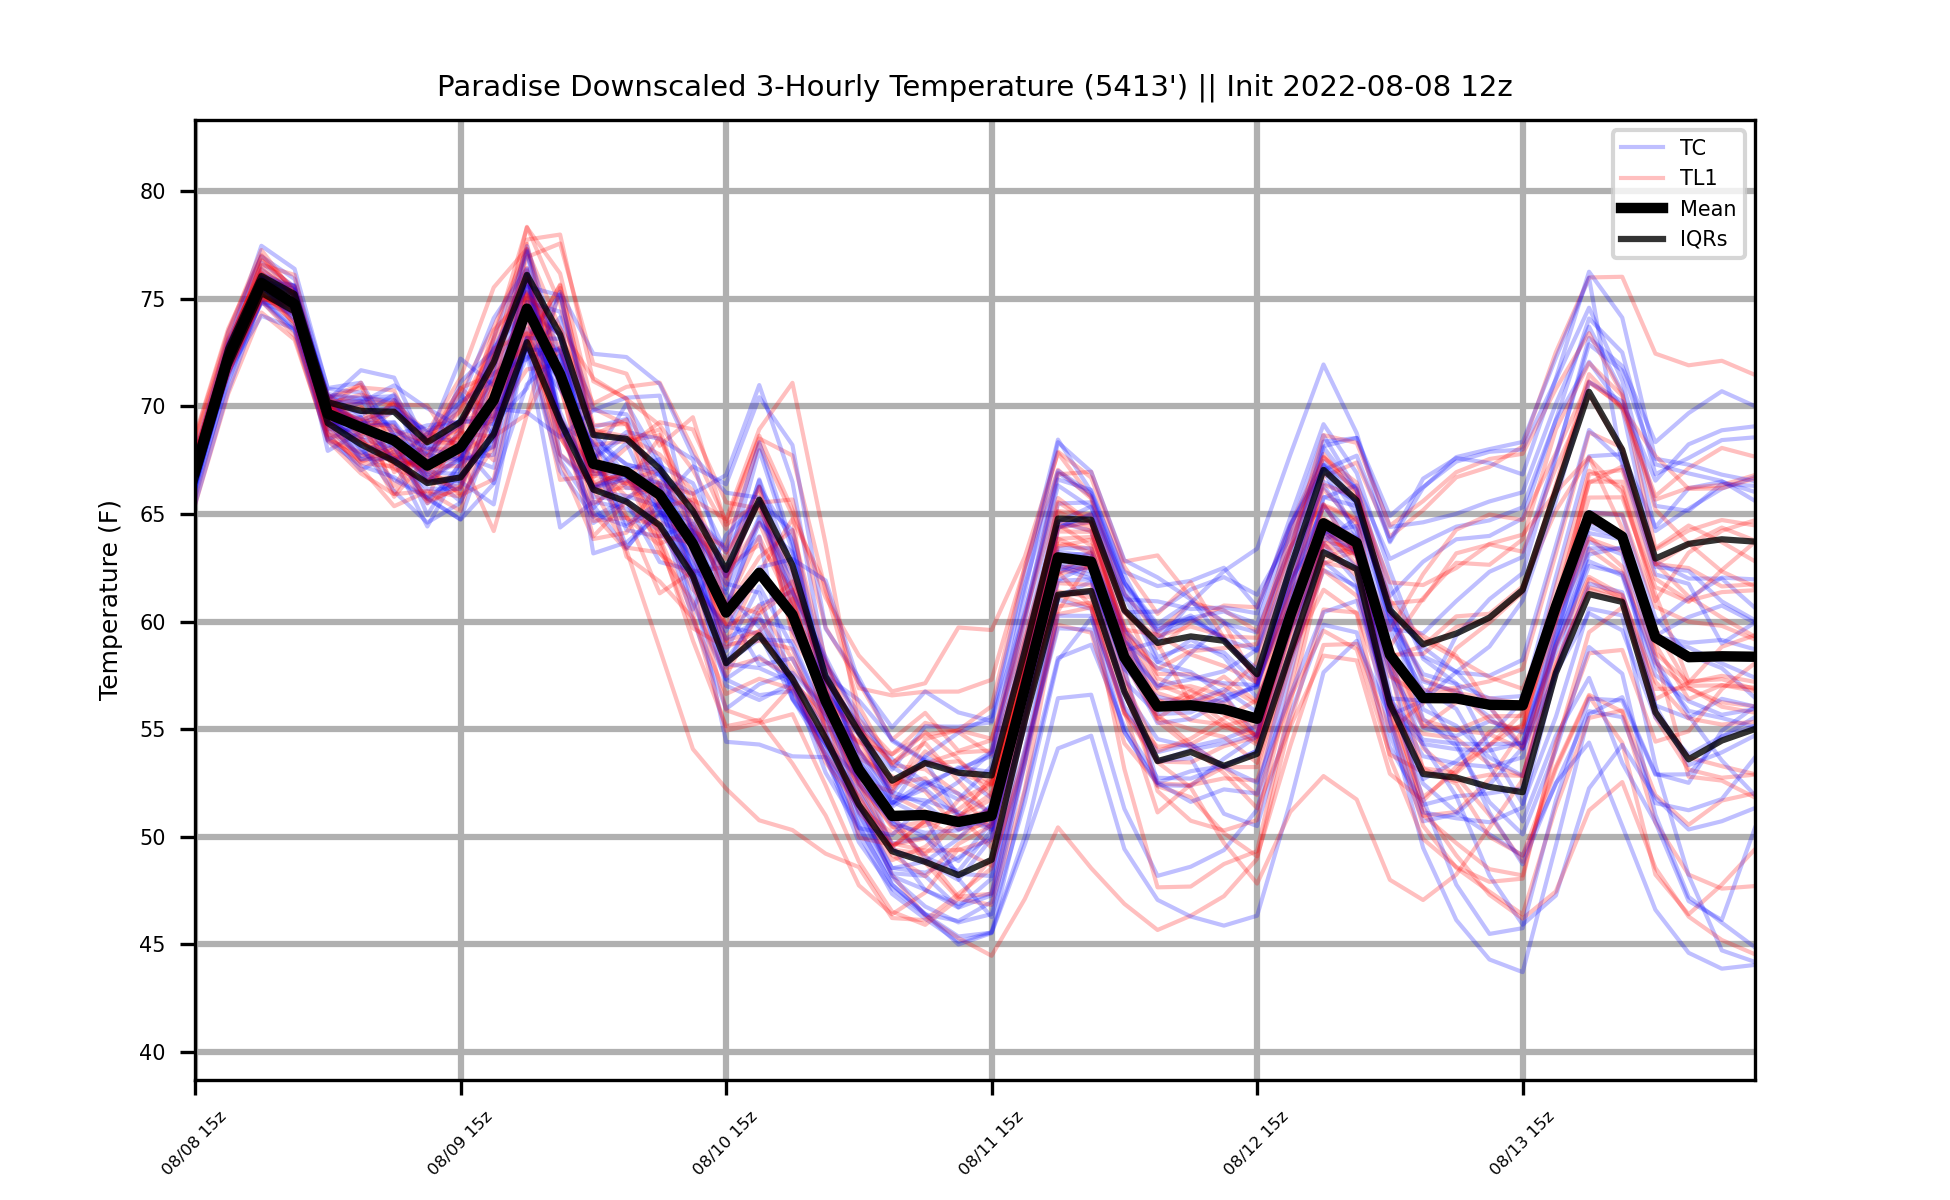 Paradise Downscaled 3-Hourly Temperature (5413') || Init 2022-08-08 12z
TC
TL1
Mean
IQRs
Temperature (F)
80
75
70
65
60
55
50
45
40
08/08 15z
08/09 15z
08/10 15z
08/11 15z
08/12 15z
08/13 15z